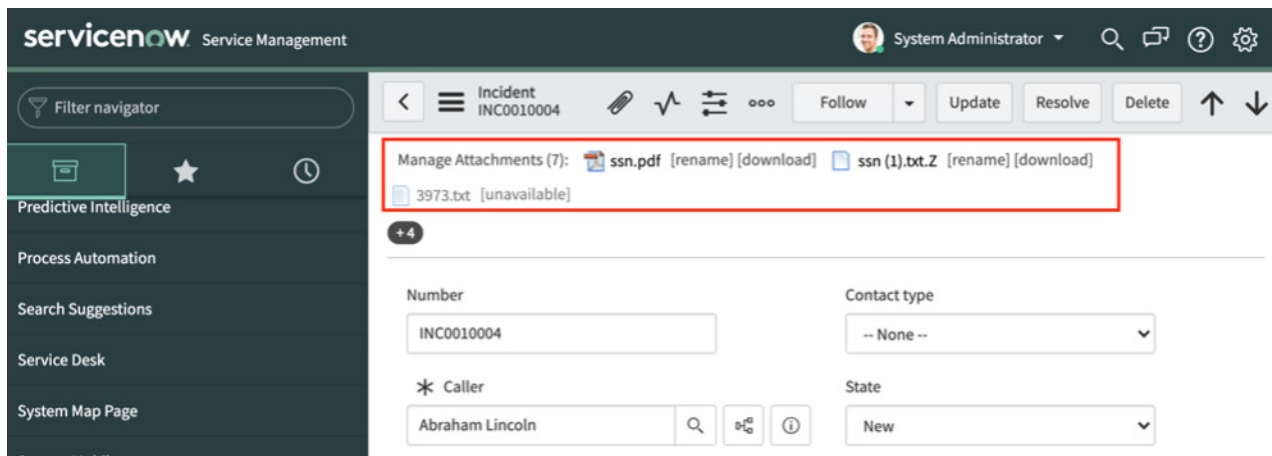 servicenow Service Management
System Administrator
Filter navigator
Predictive Intelligence
Process Automation
Search Suggestions
Service Desk
System Map Page
Incident
INC0010004
Follow
Update
Resolve
Delete
Manage Attachments (7): ssn.pdf [rename] [download] ssn (1).txt.Z [rename] [download]
3973.txt [unavailable]
+4
Number
INC0010004
Contact type
-- None --
Caller
Abraham Lincoln
State
New